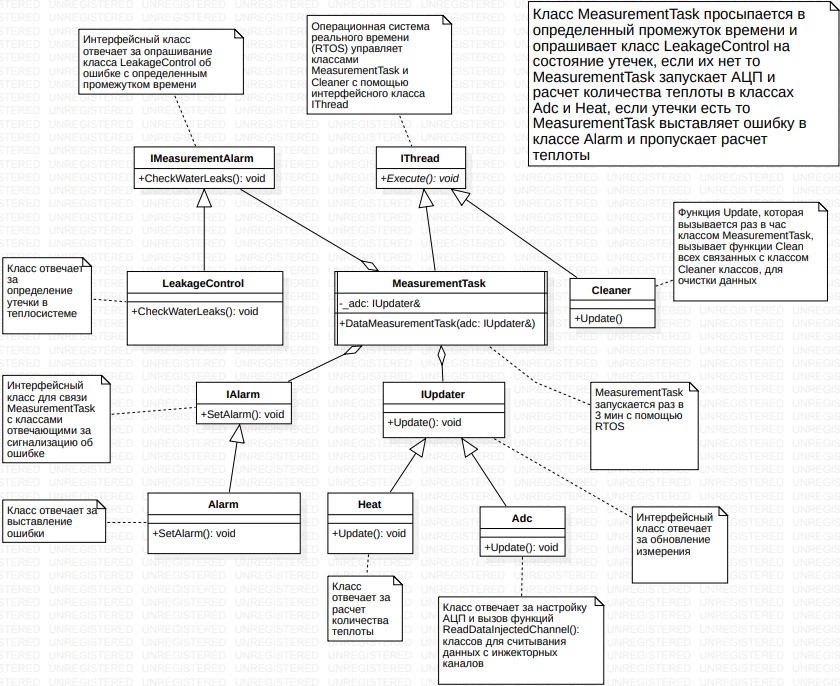 Интерфейсный класс
отвечает за опрашивание
класса LeakageControl об
ошибке с определенным
промежутком времени
Операционная система
реального времени
(RTOS) управляет
классами
MeasurementTask и
Cleaner с помощью
интерфейсного класса
IThread
Класс MeasurementTask просыпается в
определенный промежуток времени и
опрашивает класс LeakageControl на
состояние утечек, если их нет то
MeasurementTask запускает АЦП и
расчет количества теплоты в классах
Adc и Heat, если утечки есть то
MeasurementTask выставляет ошибку в
классе Alarm и пропускает расчет
теплоты
IMeasurementAlarm
+CheckWaterLeaks(): void
IThread
+Execute(): void
Функция Update, которая
вызывается раз в час
классом MeasurementTask,
вызывает функции Clean
всех связанных с классом
Cleaner классов, для
очистки данных
Класс отвечает
за
определение
утечки в
теплосистеме
LeakageControl
+CheckWaterLeaks(): void
MeasurementTask
-_adc: IUpdater&
+DataMeasurementTask(adc: IUpdater&)
Cleaner
+Update()
Интерфейсный
класс для связи
MeasurementTask
с классами
отвечающими за
сигнализацию об
ошибке
IAlarm
+SetAlarm(): void
IUpdater
+Update(): void
MeasurementTask
запускается раз в
3 мин с помощью
RTOS
Класс отвечает за
выставление
ошибки
Alarm
+SetAlarm(): void
Heat
+Update(): void
Adc
+Update(): void
Интерфейсный
класс отвечает
за обновление
измерения
Класс
отвечает за
расчет
количества
теплоты
Класс отвечает за настройку
АЦП и вызов функций
ReadDataInjectedChannel():
классов для считывания
данных с инжекторных
каналов